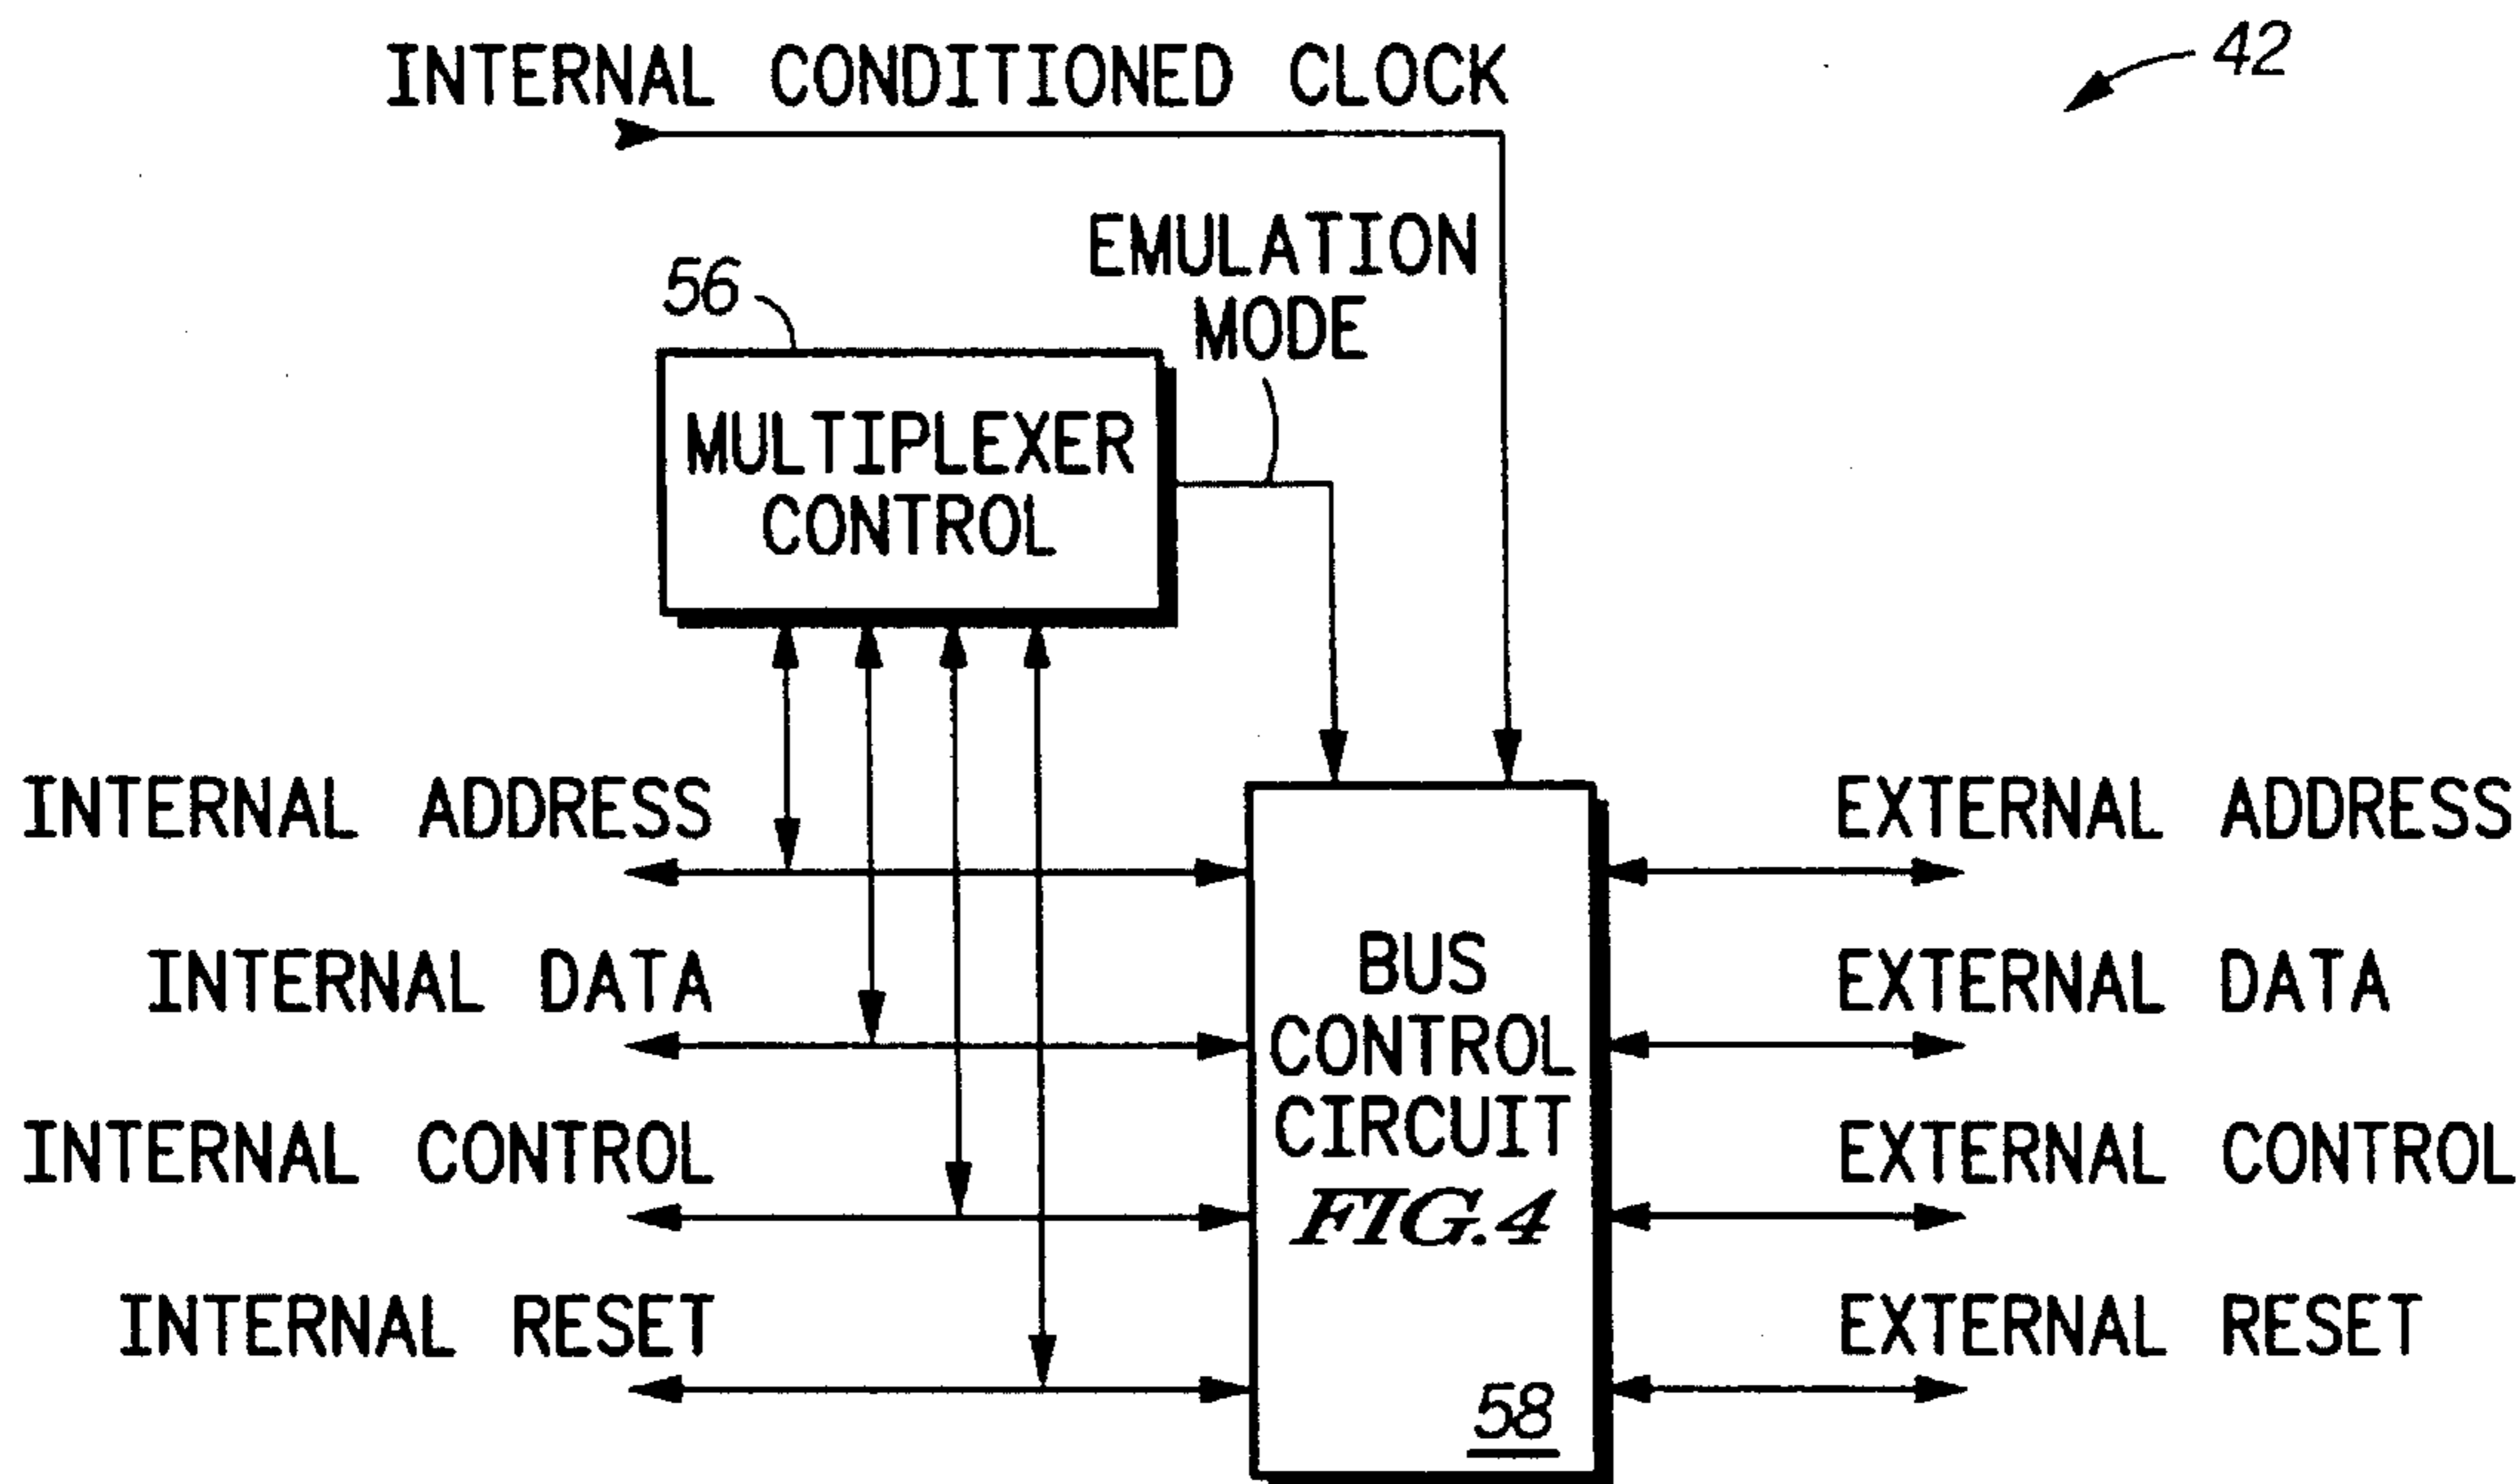 INTERNAL CONDITIONED CLOCK
42
EMULATION
MODE
56
MULTIPLEXER
CONTROL
INTERNAL ADDRESS
EXTERNAL ADDRESS
INTERNAL DATA
EXTERNAL DATA
INTERNAL CONTROL
EXTERNAL CONTROL
INTERNAL RESET
EXTERNAL RESET
BUS
CONTROL
CIRCUIT
FIG.4
58